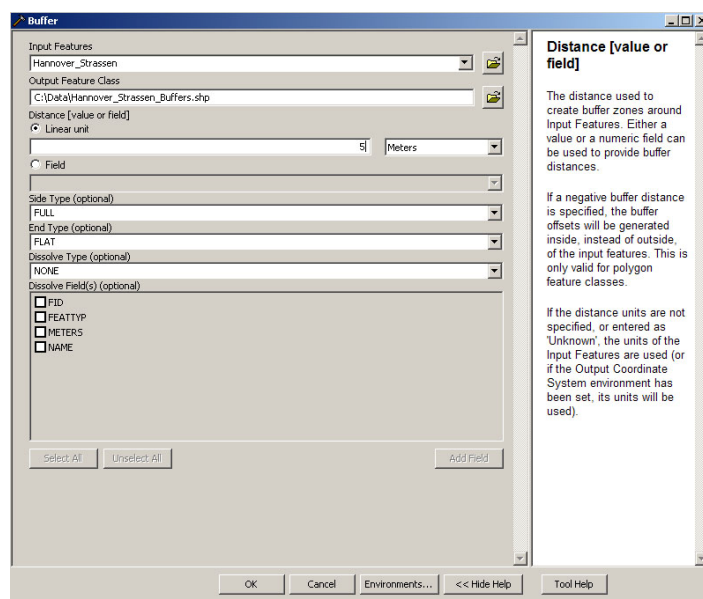 Buffer
Input Features
Hannover_Strassen
Output Feature Class
C:\Data\Hannover_Strassen_Buffers.shp
Distance [value or field]
Linear unit
5 Meters
Field
Side Type (optional)
FULL
End Type (optional)
FLAT
Dissolve Type (optional)
NONE
Dissolve Field(s) (optional)
FID
FEATTYP
METERS
NAME
Select All Unselect All Add Field
OK Cancel Environments... << Hide Help Tool Help
Distance [value or
field]
The distance used to
create buffer zones around
Input Features. Either a
value or a numeric field can
be used to provide buffer
distances.
If a negative buffer distance
is specified, the buffer
offsets will be generated
inside, instead of outside,
of the input features. This is
only valid for polygon
feature classes.
If the distance units are not
specified, or entered as
'Unknown', the units of the
Input Features are used (or
if the Output Coordinate
System environment has
been set, its units will be
used).